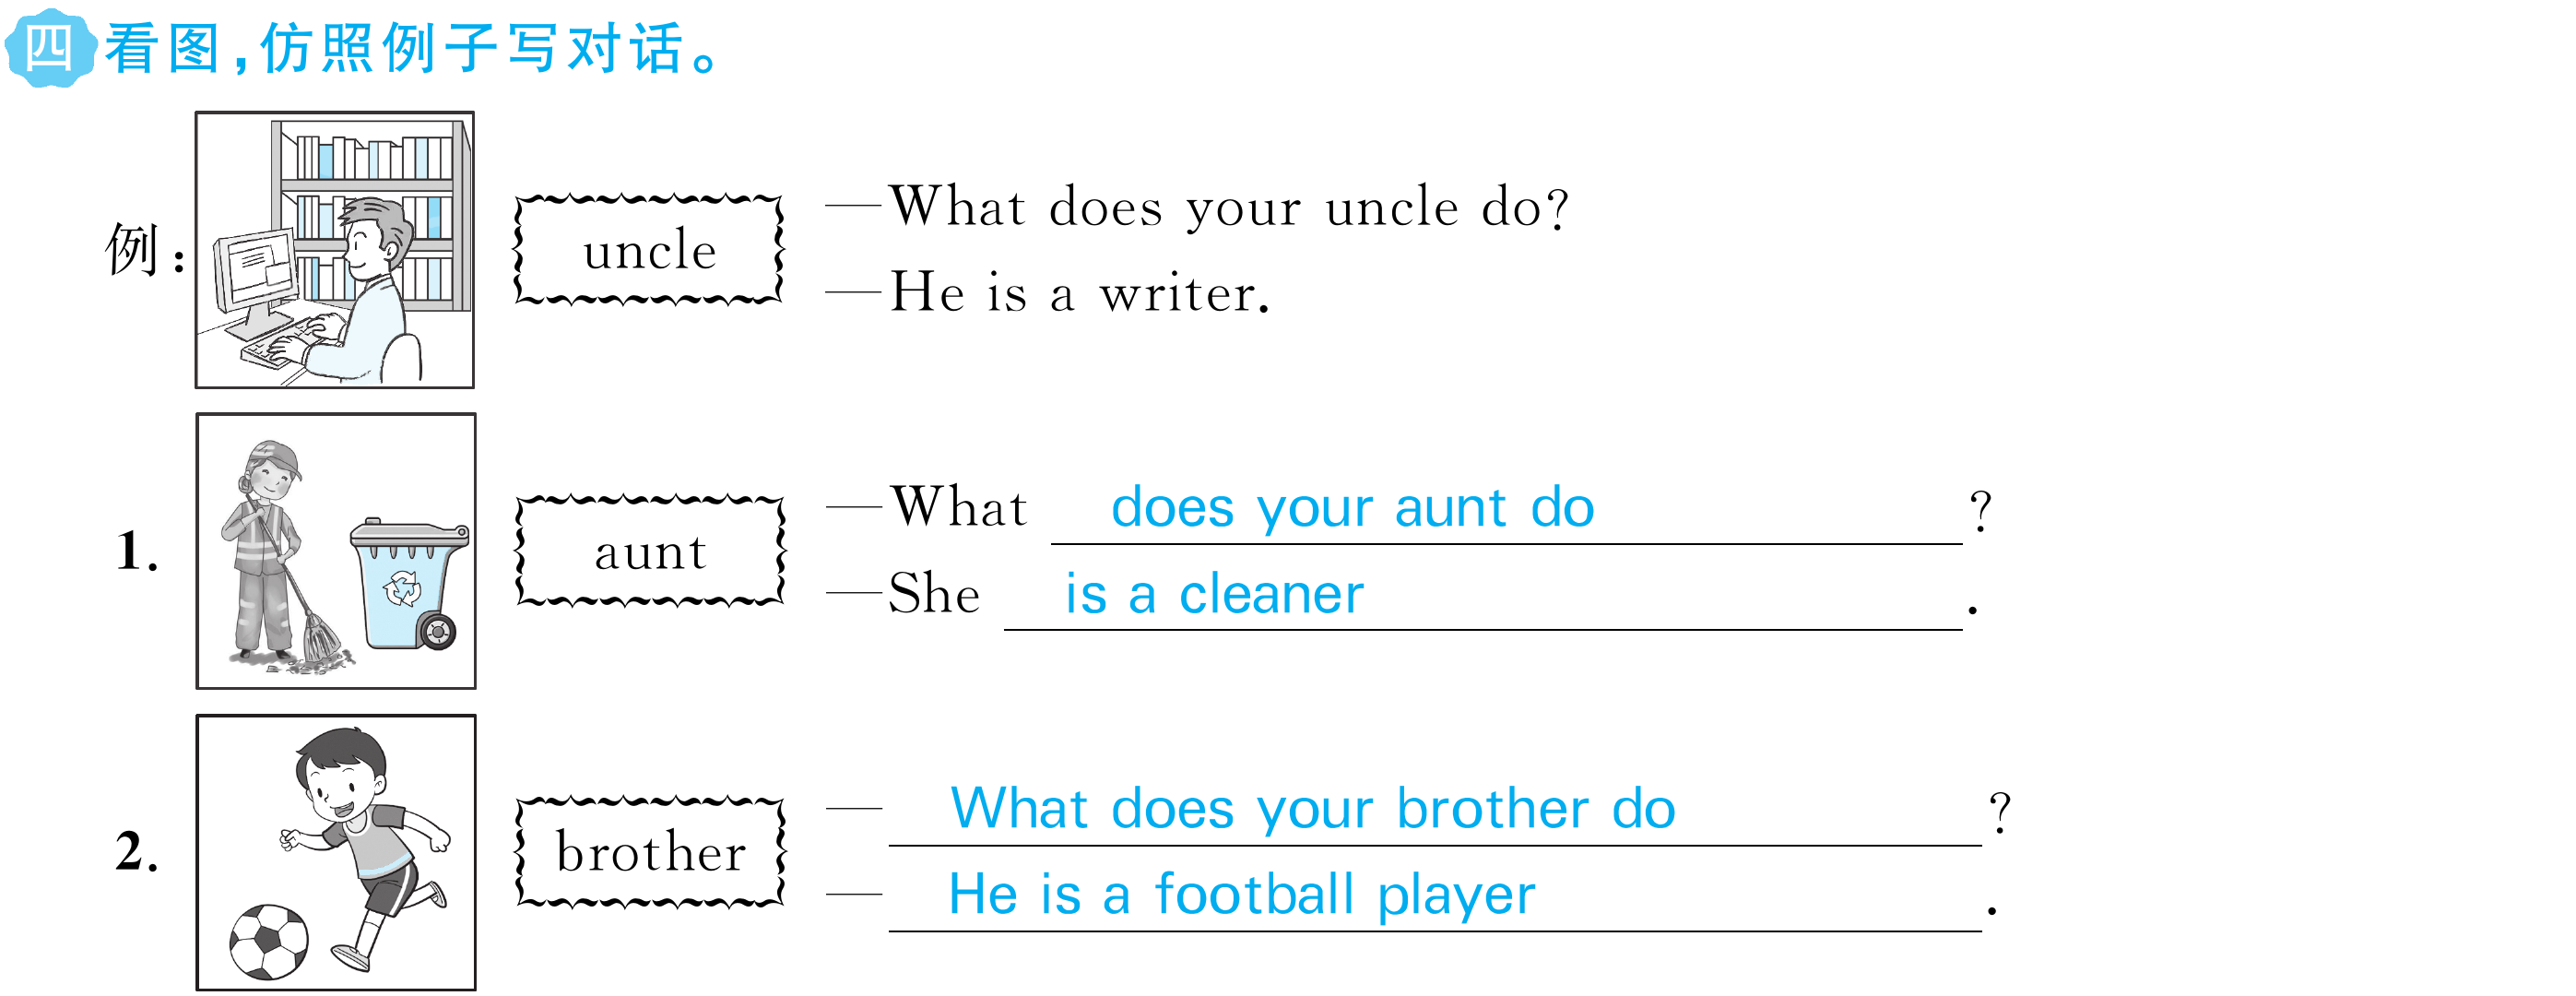 四 看图,仿照例子写对话。
例: uncle —What does your uncle do?
—He is a writer.
1. aunt —What does your aunt do?
—She is a cleaner.
2. brother —What does your brother do?
—He is a football player.